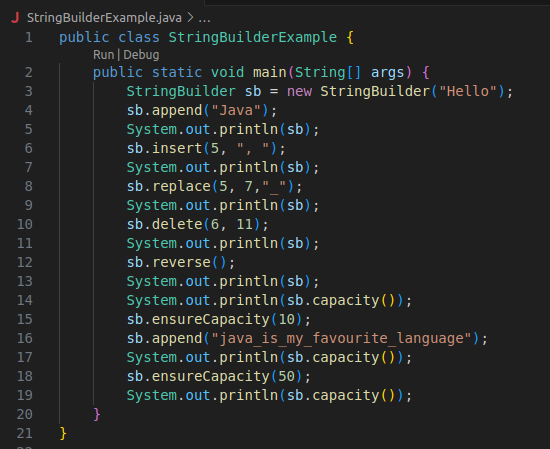 J StringBuilderExample.java > ...
1 public class StringBuilderExample {
Run | Debug
2 public static void main(String[] args) {
3 StringBuilder sb = new StringBuilder("Hello");
4 sb.append("Java");
5 System.out.println(sb);
6 sb.insert(5, ", ");
7 System.out.println(sb);
8 sb.replace(5, 7,"_");
9 System.out.println(sb);
10 sb.delete(6, 11);
11 System.out.println(sb);
12 sb.reverse();
13 System.out.println(sb);
14 System.out.println(sb.capacity());
15 sb.ensureCapacity(10);
16 sb.append("java_is_my_favourite_language");
17 System.out.println(sb.capacity());
18 sb.ensureCapacity(50);
19 System.out.println(sb.capacity());
20 }
21 }